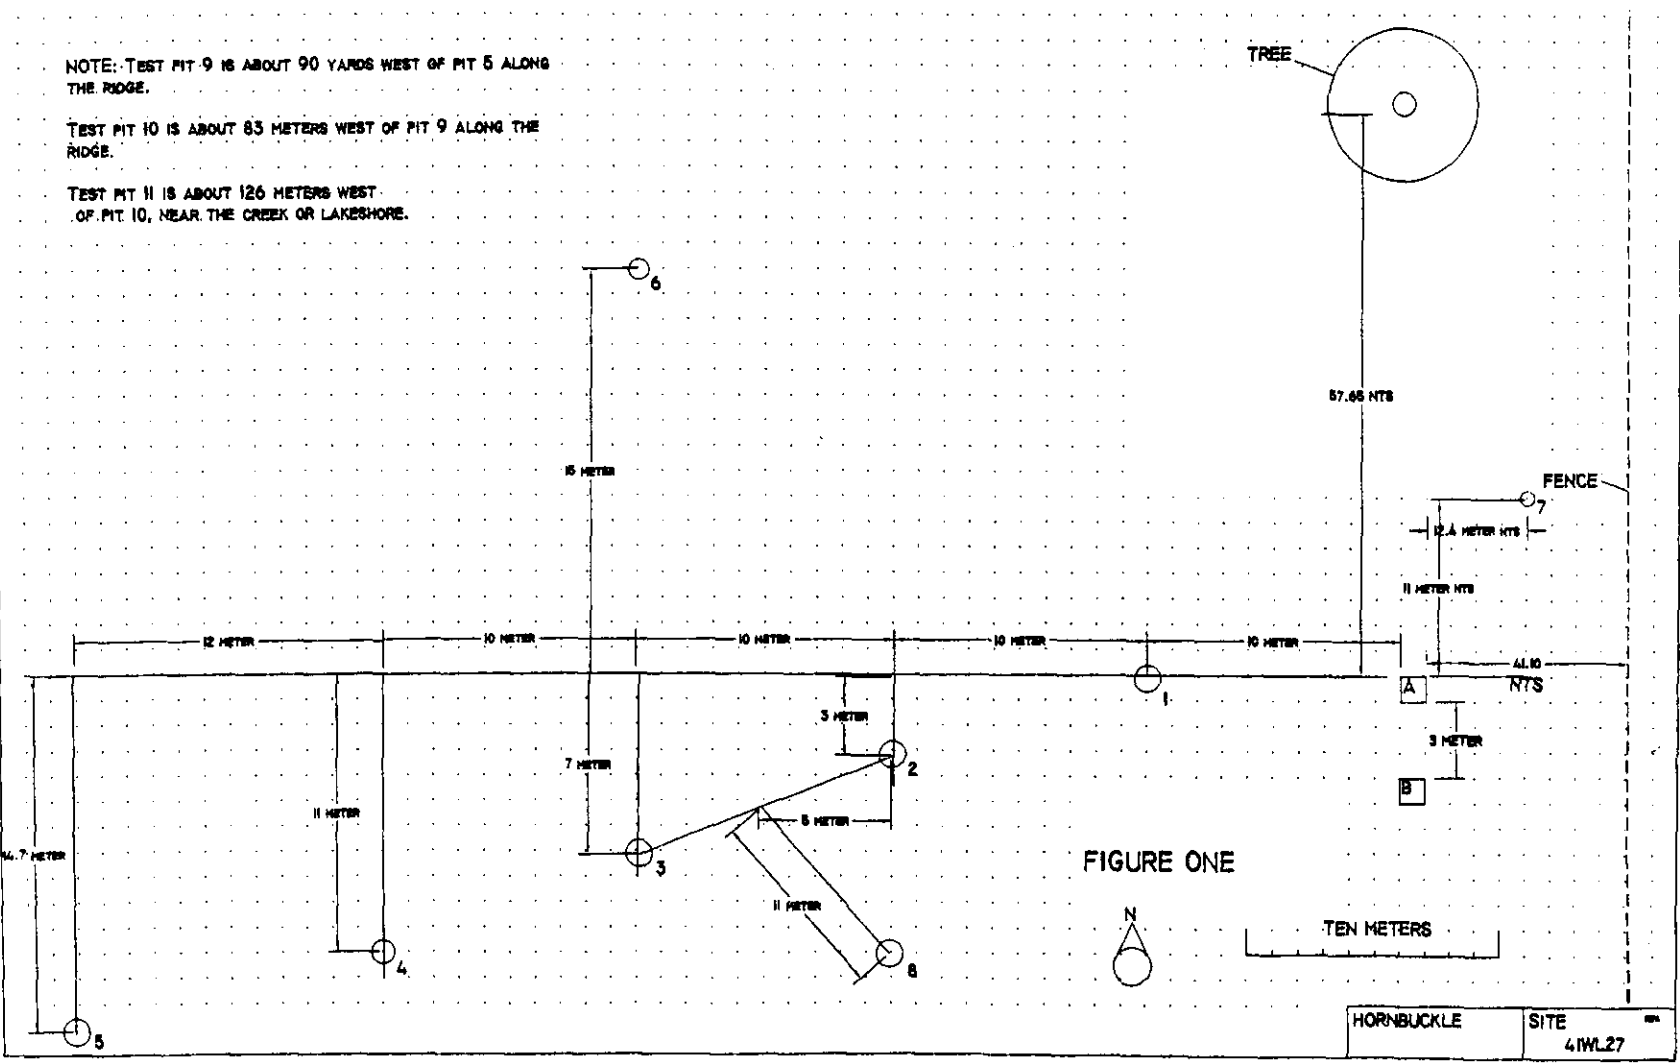 NOTE: TEST PIT 9 IS ABOUT 90 YARDS WEST OF PIT 5 ALONG
THE RIDGE.
TEST PIT 10 IS ABOUT 83 METERS WEST OF PIT 9 ALONG THE
RIDGE.
TEST PIT 11 IS ABOUT 126 METERS WEST
OF PIT 10, NEAR THE CREEK OR LAKESHORE.
TREE
6
57.65 NTS
15 METER
FENCE
7
12.4 METER NTS
11 METER NTS
12 METER
10 METER
10 METER
10 METER
10 METER
41.10
NTS
A
1
3 METER
3 METER
7 METER
2
B
11 METER
5 METER
14.7 METER
3
FIGURE ONE
11 METER
N
TEN METERS
4
8
5
HORNBUCKLE
SITE
41WL27